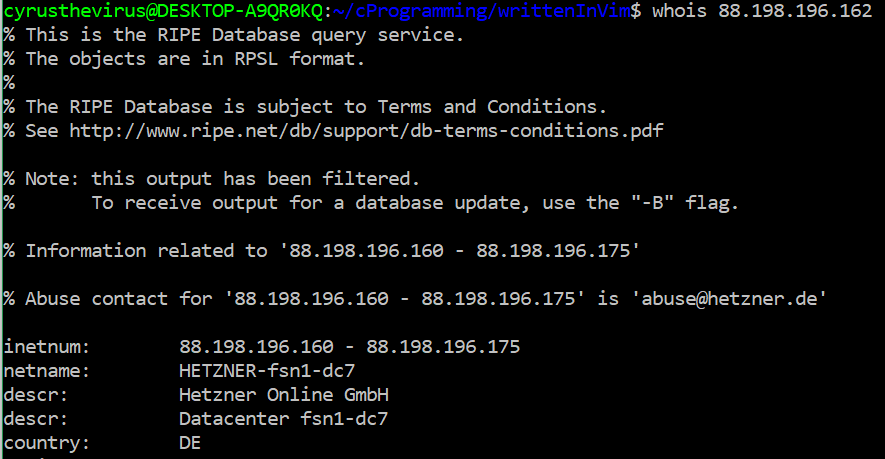 cyrusthevirus@DESKTOP-A9QR0KQ:~/cProgramming/writtenInVim$ whois 88.198.196.162
% This is the RIPE Database query service.
% The objects are in RPSL format.
%
% The RIPE Database is subject to Terms and Conditions.
% See http://www.ripe.net/db/support/db-terms-conditions.pdf
% Note: this output has been filtered.
%       To receive output for a database update, use the "-B" flag.
% Information related to '88.198.196.160 - 88.198.196.175'
% Abuse contact for '88.198.196.160 - 88.198.196.175' is 'abuse@hetzner.de'
inetnum:        88.198.196.160 - 88.198.196.175
netname:        HETZNER-fsn1-dc7
descr:          Hetzner Online GmbH
descr:          Datacenter fsn1-dc7
country:        DE